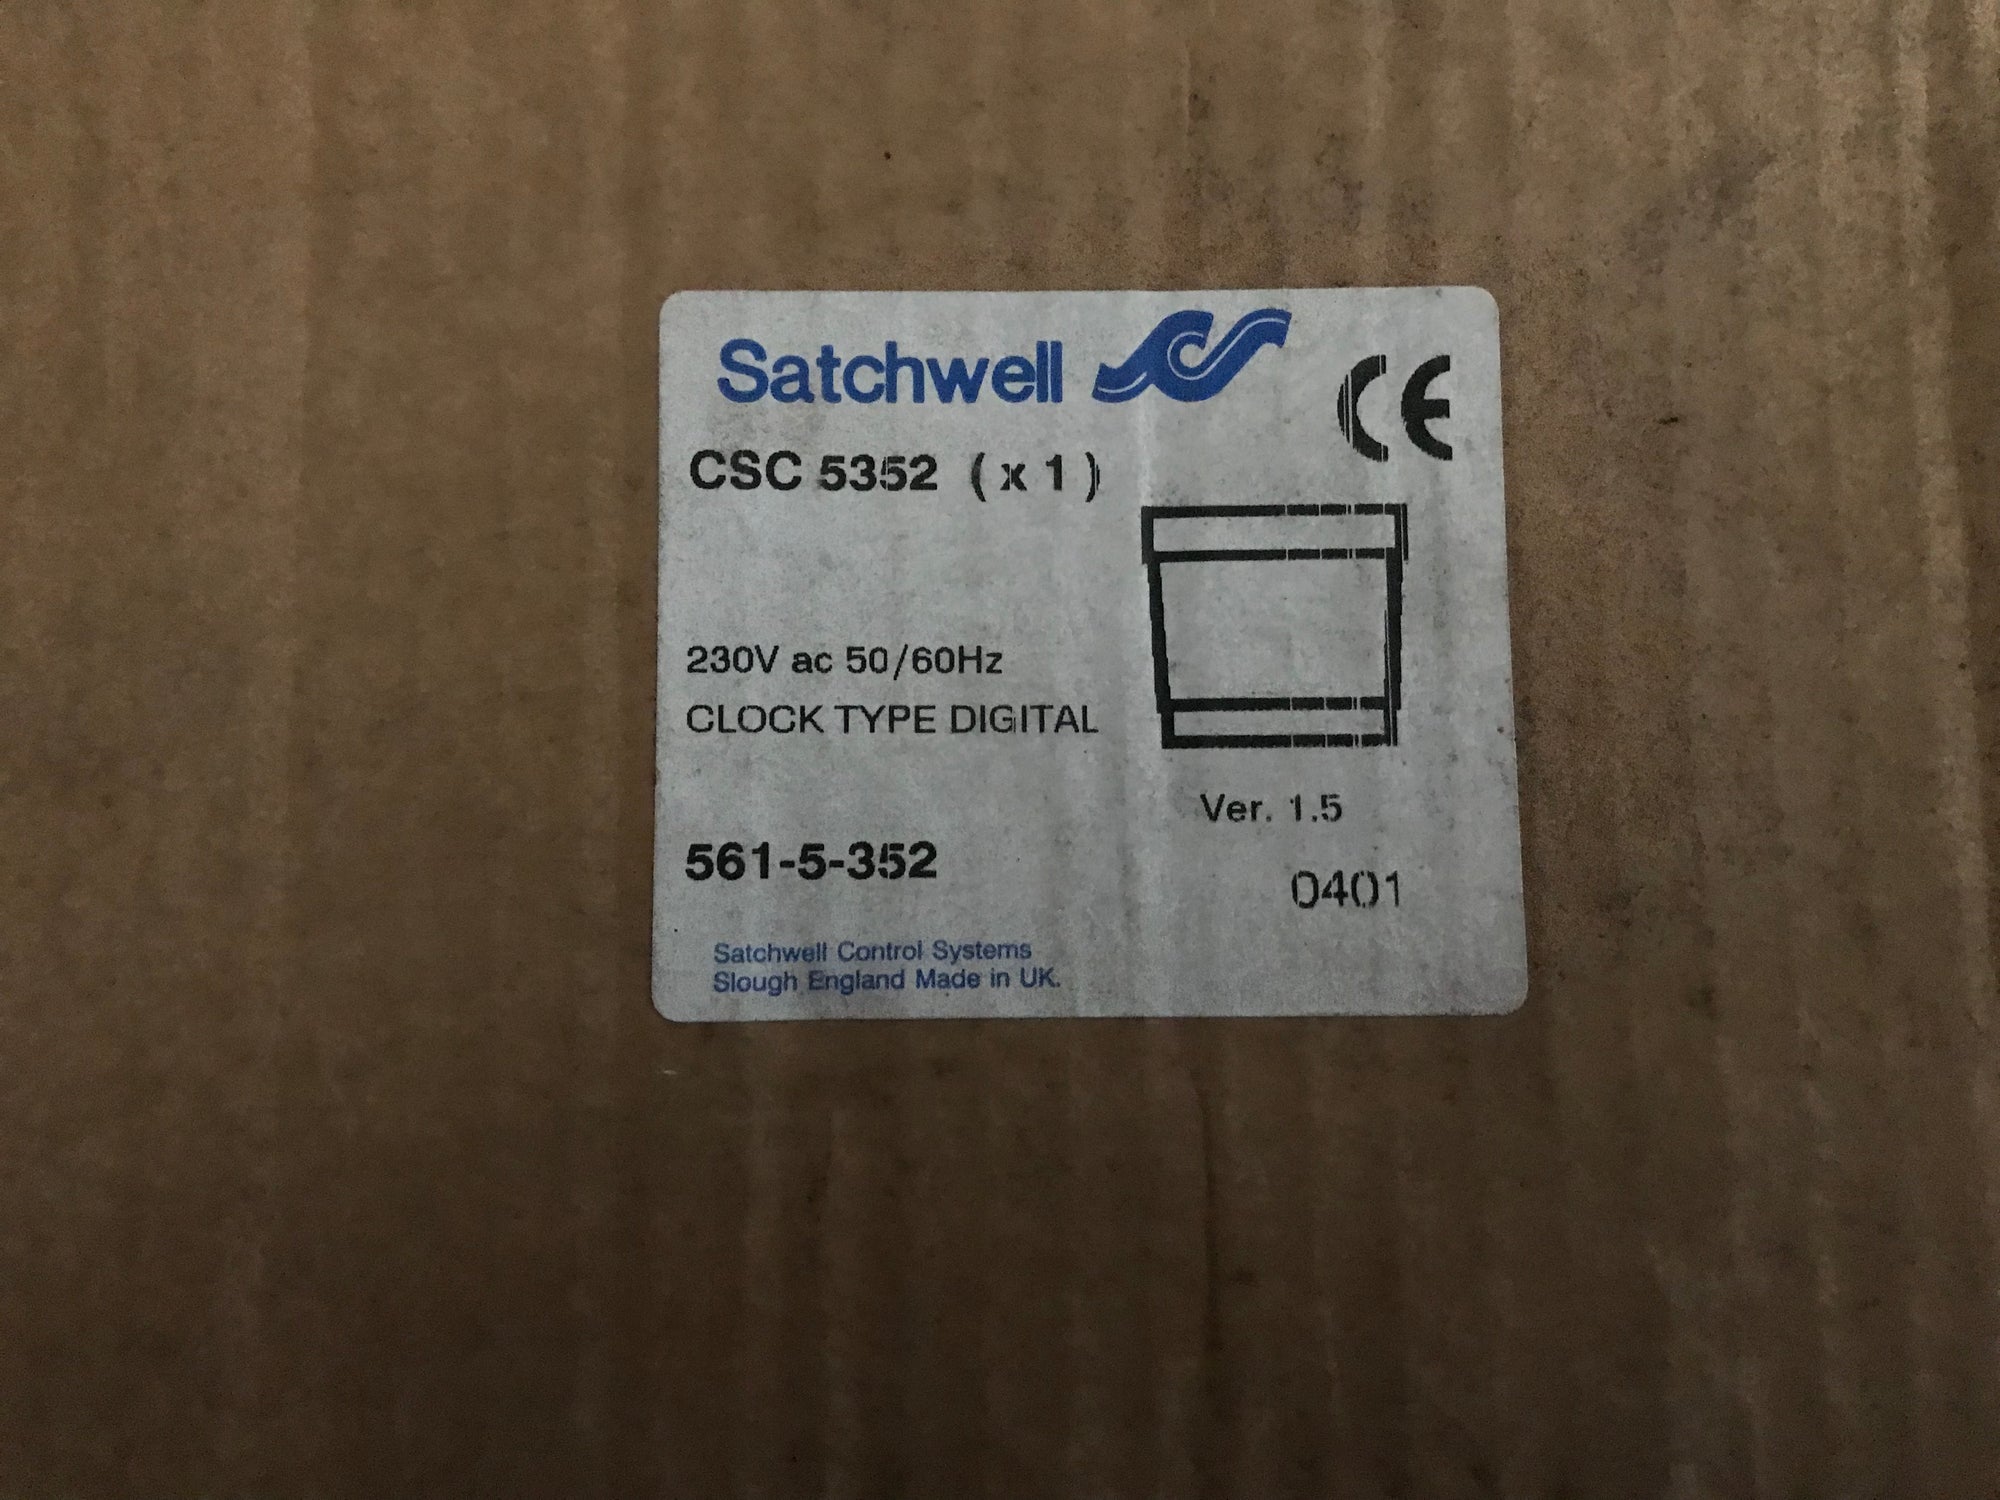 Satchwell
CE
CSC 5352 ( x 1 )
230V ac 50/60Hz
CLOCK TYPE DIGITAL
Ver. 1.5
561-5-352
0401
Satchwell Control Systems
Slough England Made in UK.